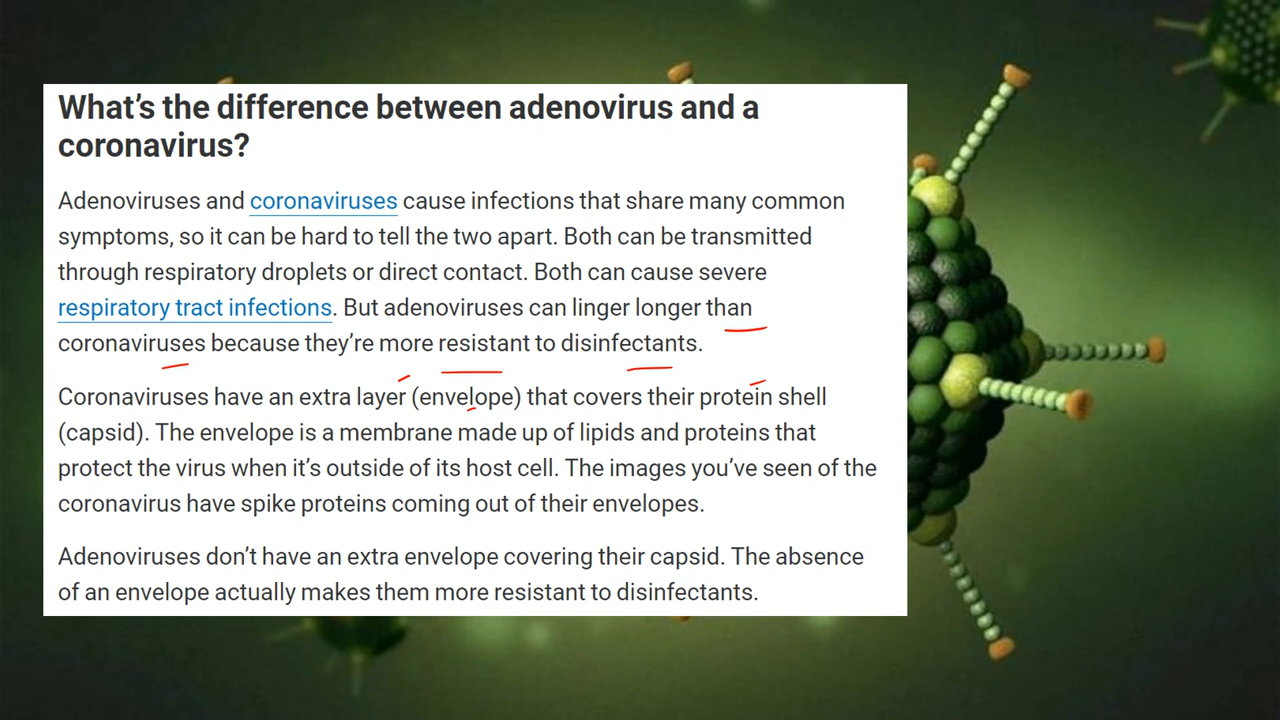 What’s the difference between adenovirus and a
coronavirus?
Adenoviruses and coronaviruses cause infections that share many common
symptoms, so it can be hard to tell the two apart. Both can be transmitted
through respiratory droplets or direct contact. Both can cause severe
respiratory tract infections. But adenoviruses can linger longer than
coronaviruses because they’re more resistant to disinfectants.
Coronaviruses have an extra layer (envelope) that covers their protein shell
(capsid). The envelope is a membrane made up of lipids and proteins that
protect the virus when it’s outside of its host cell. The images you’ve seen of the
coronavirus have spike proteins coming out of their envelopes.
Adenoviruses don’t have an extra envelope covering their capsid. The absence
of an envelope actually makes them more resistant to disinfectants.